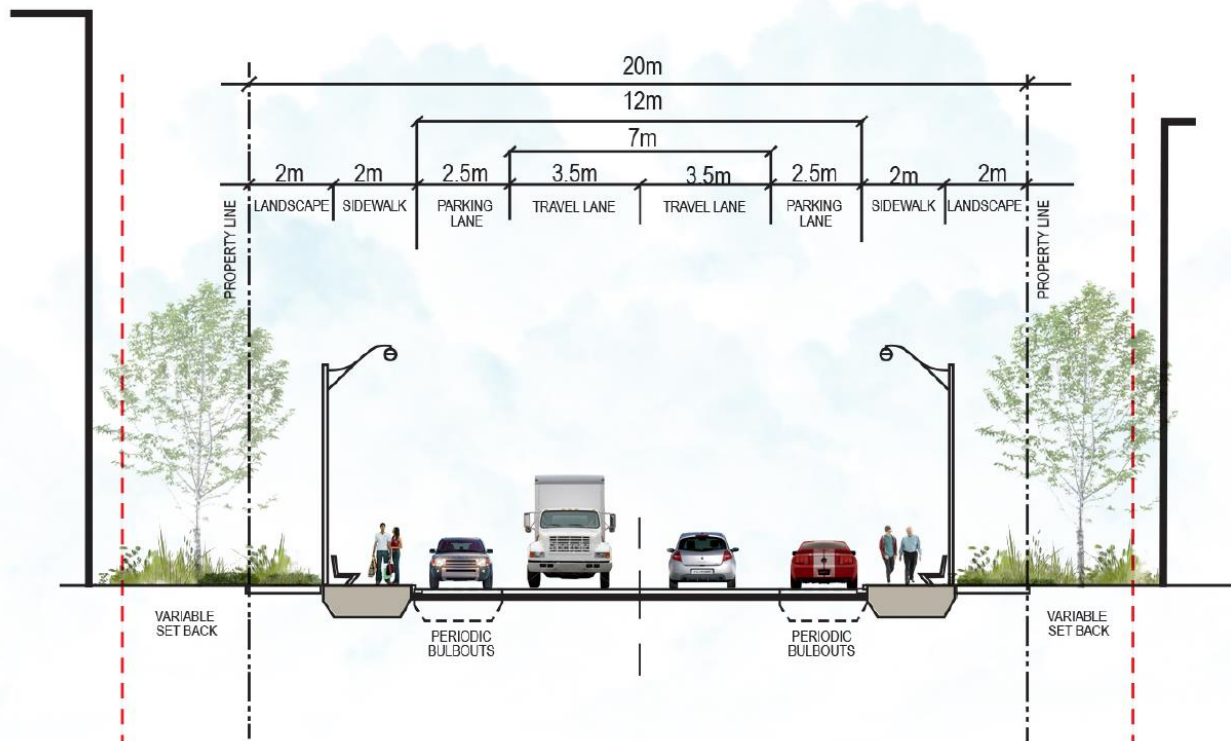 20m
12m
7m
2m 2m 2.5m 3.5m 3.5m 2.5m 2m 2m
LANDSCAPE SIDEWALK PARKING LANE TRAVEL LANE TRAVEL LANE PARKING LANE SIDEWALK LANDSCAPE
PROPERTY LINE
PROPERTY LINE
VARIABLE
SET BACK
PERIODIC
BULBOUTS
PERIODIC
BULBOUTS
VARIABLE
SET BACK